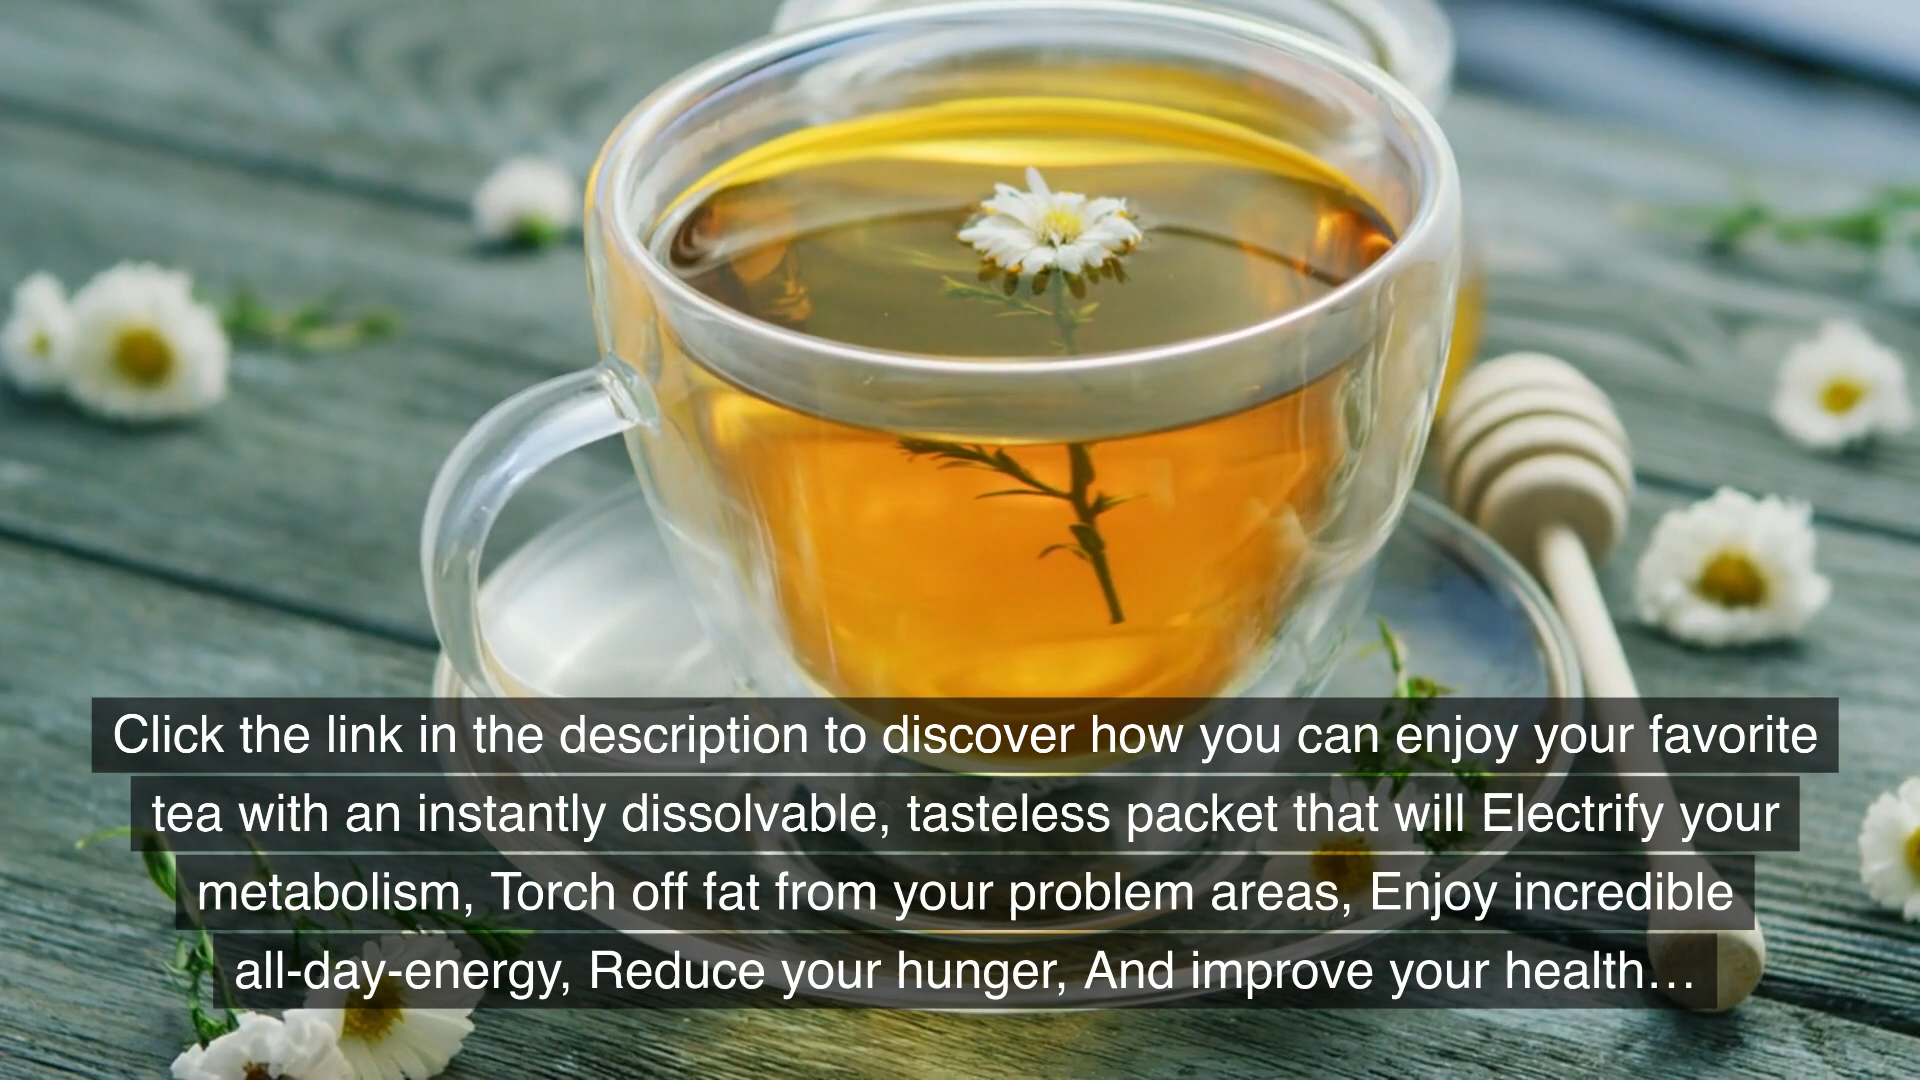 Click the link in the description to discover how you can enjoy your favorite
tea with an instantly dissolvable, tasteless packet that will Electrify your
metabolism, Torch off fat from your problem areas, Enjoy incredible
all-day-energy, Reduce your hunger, And improve your health…